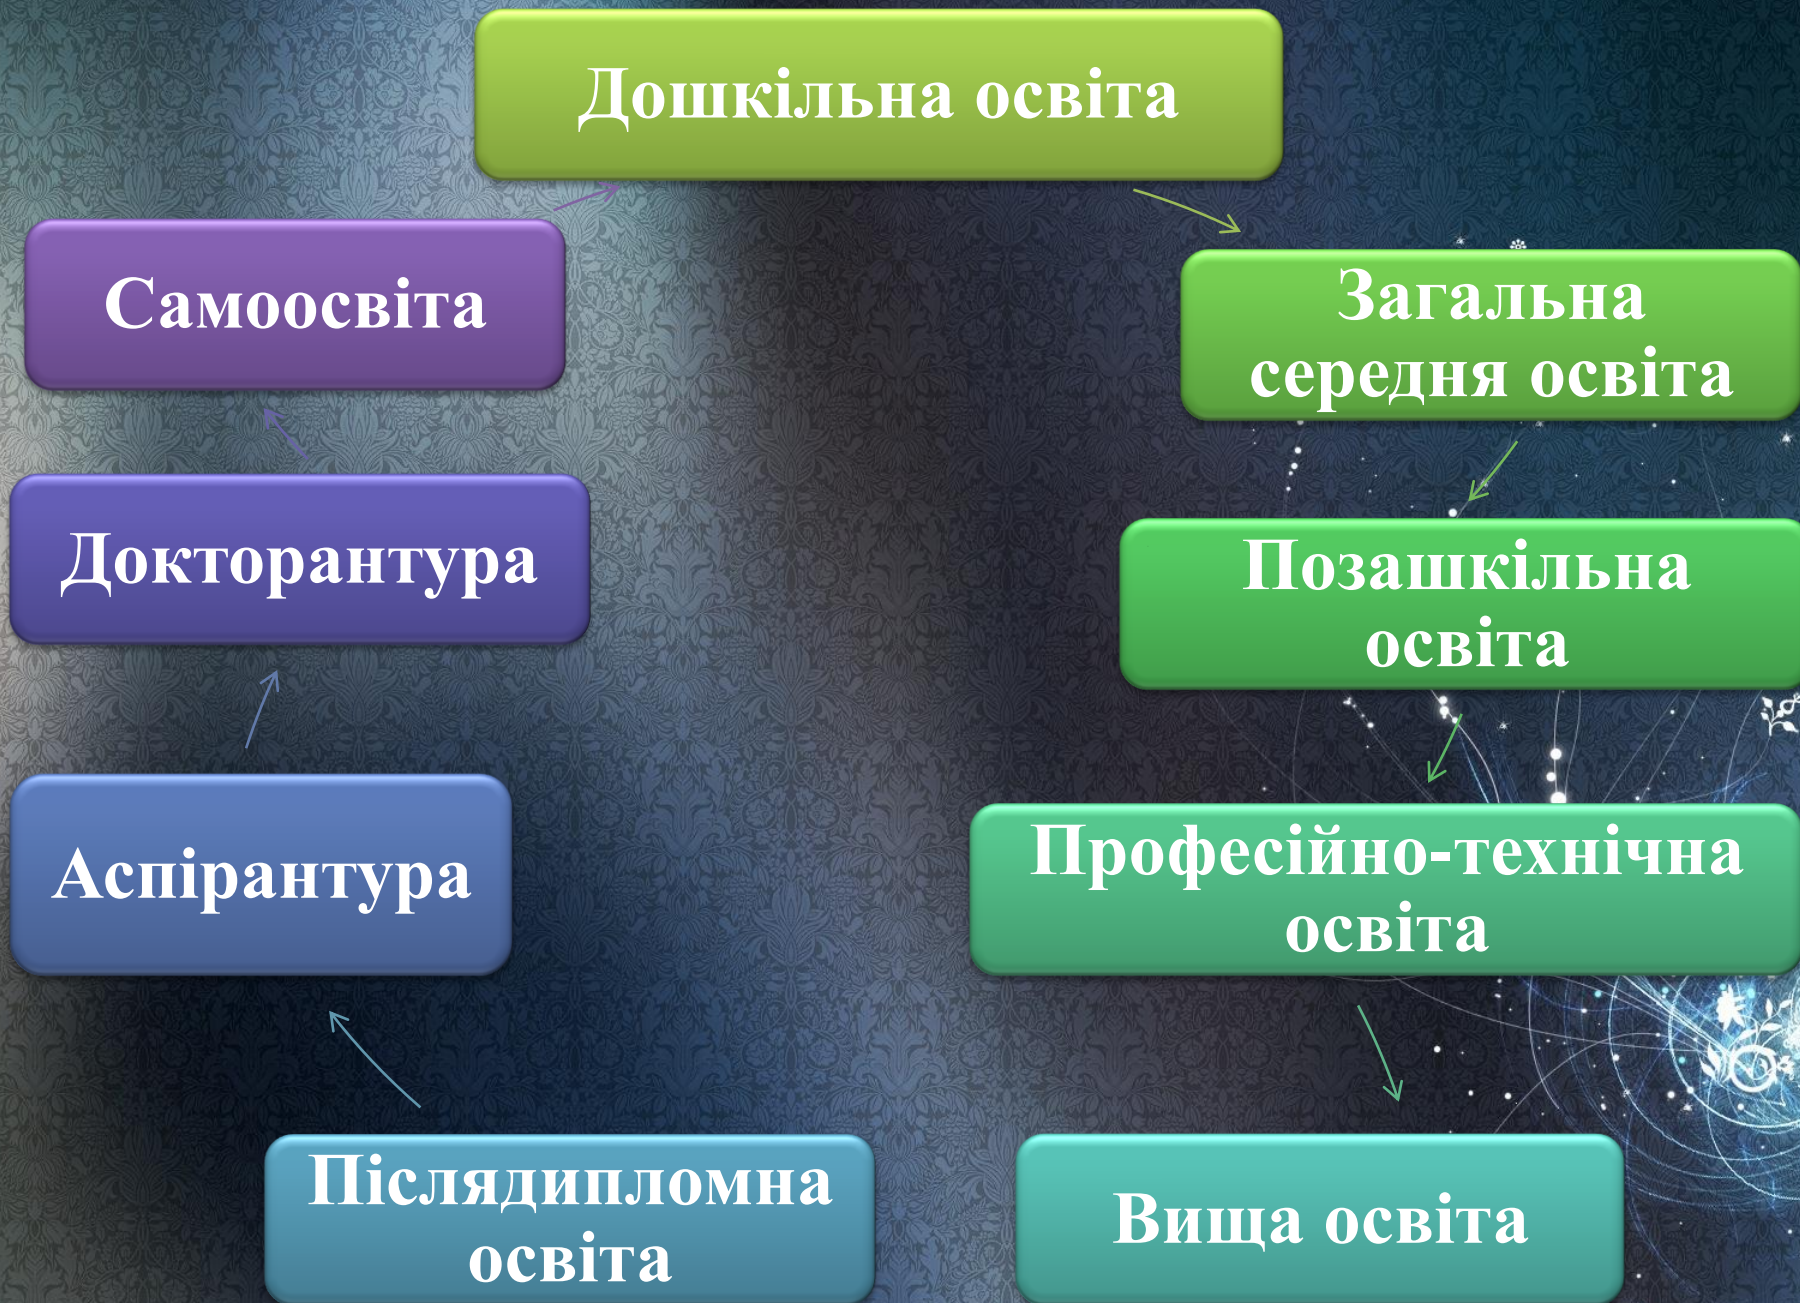 Дошкільна освіта
Загальна
середня освіта
Позашкільна
освіта
Професійно-технічна
освіта
Вища освіта
Післядипломна
освіта
Аспірантура
Докторантура
Самоосвіта